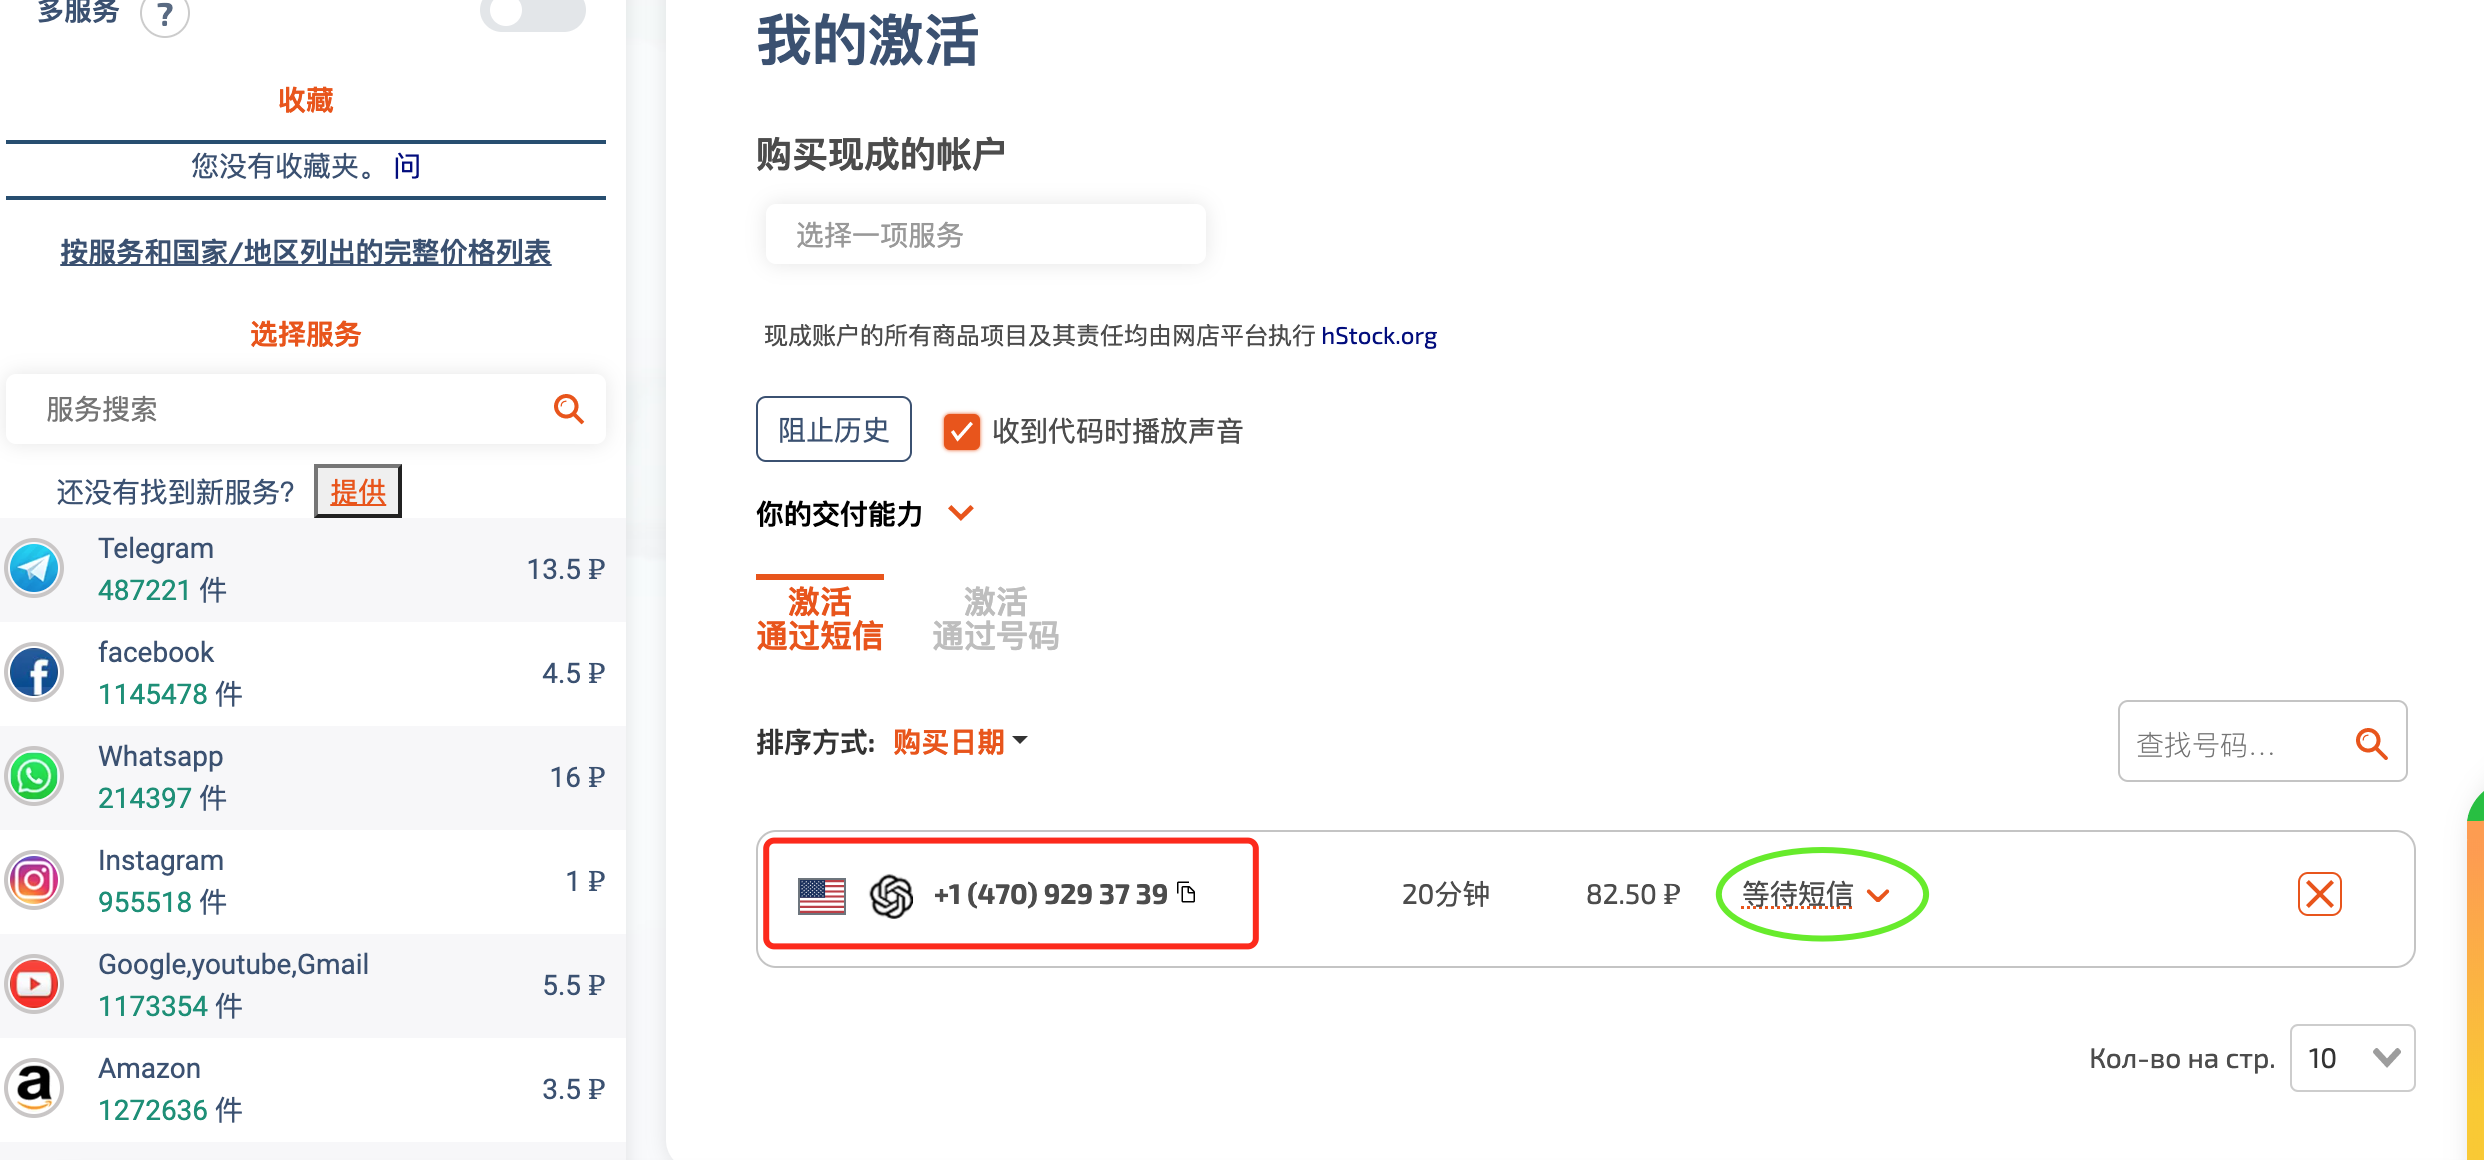 多服务 ?
收藏
您没有收藏夹。 问
按服务和国家/地区列出的完整价格列表
选择服务
服务搜索
还没有找到新服务? 提供
Telegram
487221 件
13.5 ₽
facebook
1145478 件
4.5 ₽
Whatsapp
214397 件
16 ₽
Instagram
955518 件
1 ₽
Google,youtube,Gmail
1173354 件
5.5 ₽
Amazon
1272636 件
3.5 ₽
我的激活
购买现成的帐户
选择一项服务
现成账户的所有商品项目及其责任均由网店平台执行 hStock.org
阻止历史 收到代码时播放声音
你的交付能力
激活
通过短信
激活
通过号码
排序方式: 购买日期
查找号码...
+1 (470) 929 37 39 20分钟 82.50 ₽ 等待短信
Кол-во на стр. 10